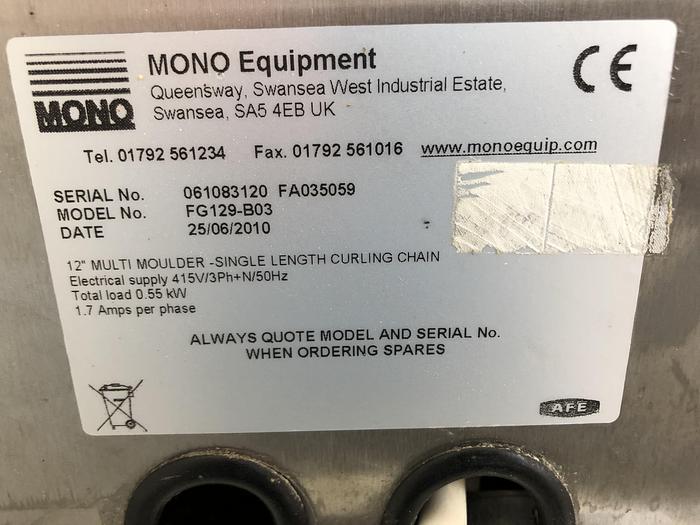 MONO
MONO Equipment
Queensway, Swansea West Industrial Estate,
Swansea, SA5 4EB UK
CE
Tel. 01792 561234 Fax. 01792 561016 www.monoequip.com
SERIAL No. 061083120 FA035059
MODEL No. FG129-B03
DATE 25/06/2010
12" MULTI MOULDER -SINGLE LENGTH CURLING CHAIN
Electrical supply 415V/3Ph+N/50Hz
Total load 0.55 kW
1.7 Amps per phase
ALWAYS QUOTE MODEL AND SERIAL No.
WHEN ORDERING SPARES
AFE